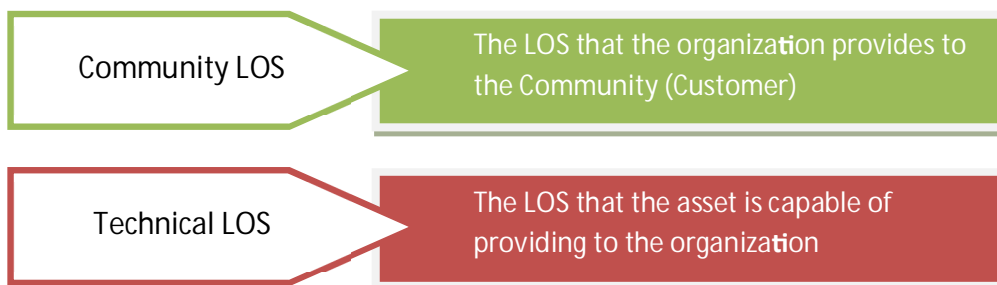 Community LOS
The LOS that the organization provides to
the Community (Customer)
Technical LOS
The LOS that the asset is capable of
providing to the organization